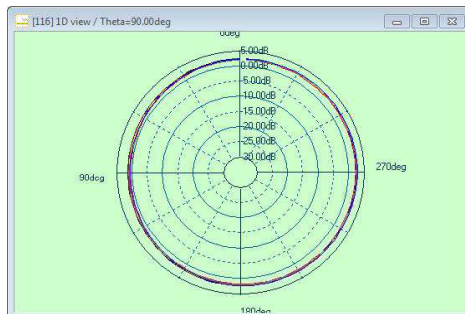 [116] 1D view / Theta=90.00deg
0deg
5.00dB
0.00dB
5.00dB
10.00dB
15.00dB
20.00dB
25.00dB
30.00dB
90deg
270deg
180deg